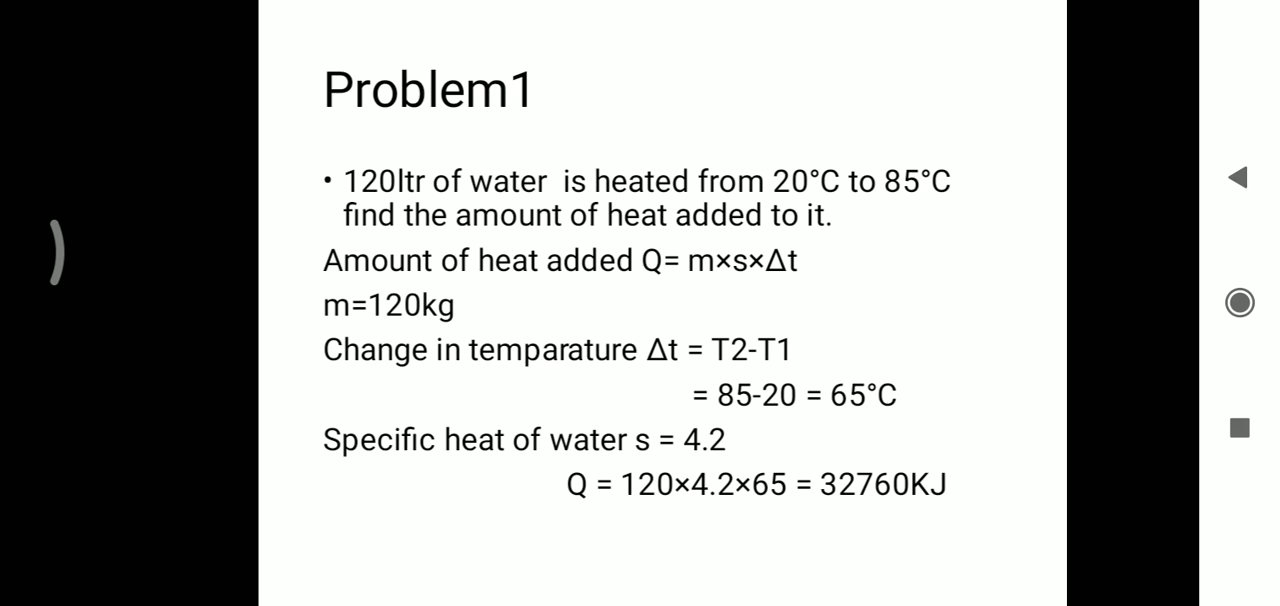 Problem1
• 120ltr of water is heated from 20°C to 85°C
find the amount of heat added to it.
Amount of heat added Q= m×s×Δt
m=120kg
Change in temparature Δt = T2-T1
= 85-20 = 65°C
Specific heat of water s = 4.2
Q = 120×4.2×65 = 32760KJ